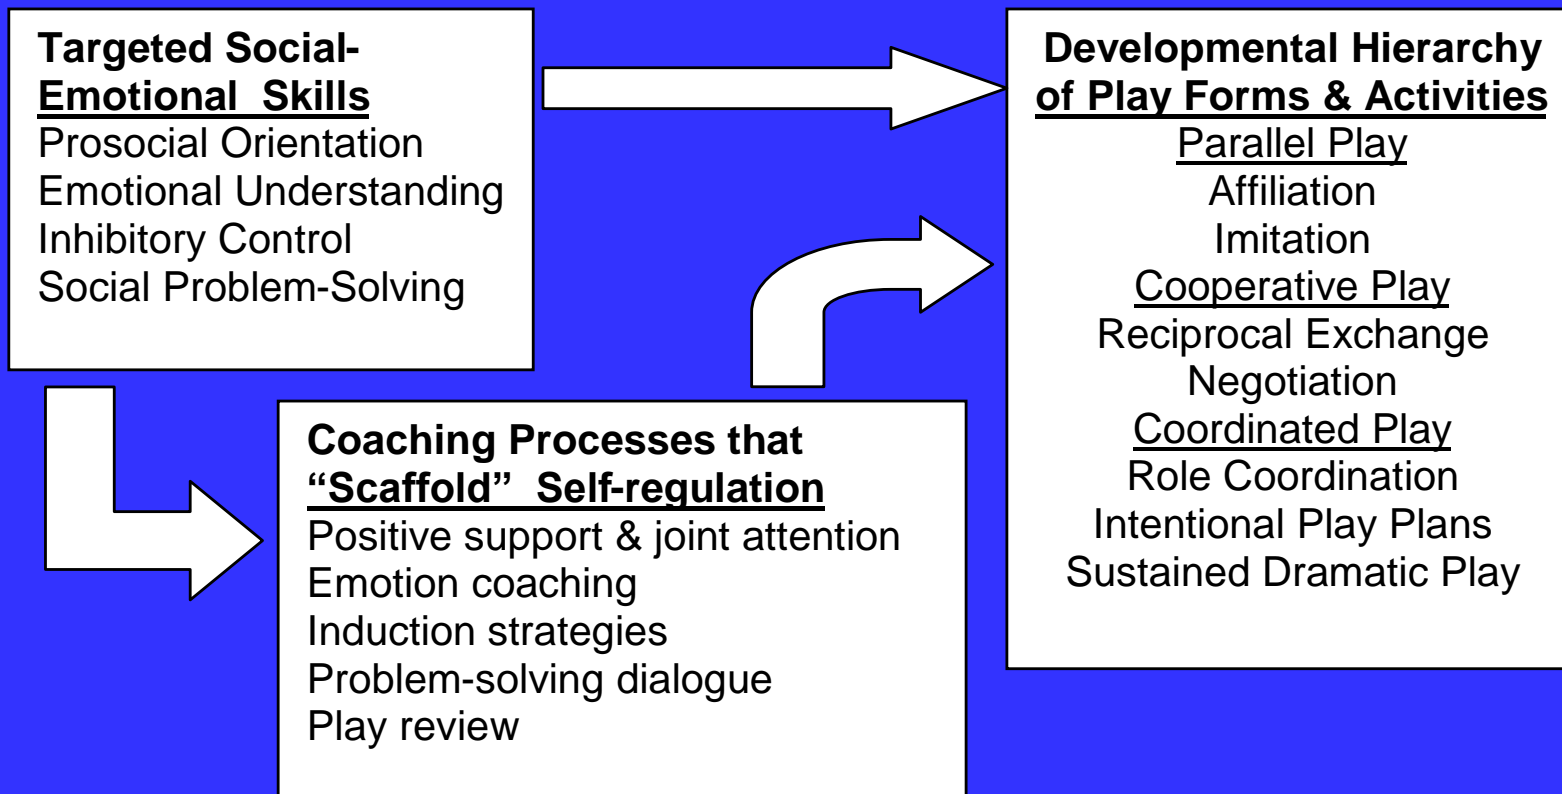 Targeted Social-
Emotional Skills
Prosocial Orientation
Emotional Understanding
Inhibitory Control
Social Problem-Solving
Coaching Processes that
“Scaffold” Self-regulation
Positive support & joint attention
Emotion coaching
Induction strategies
Problem-solving dialogue
Play review
Developmental Hierarchy
of Play Forms & Activities
Parallel Play
Affiliation
Imitation
Cooperative Play
Reciprocal Exchange
Negotiation
Coordinated Play
Role Coordination
Intentional Play Plans
Sustained Dramatic Play